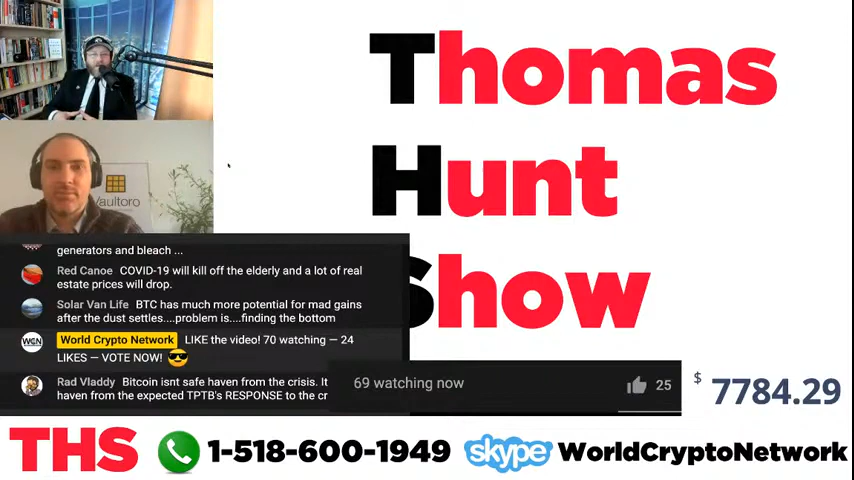 Thomas
Hunt
Show
Vaultoro
generators and bleach ...
Red Canoe COVID-19 will kill off the elderly and a lot of real
estate prices will drop.
Solar Van Life BTC has much more potential for mad gains
after the dust settles....problem is....finding the bottom
WCN World Crypto Network LIKE the video! 70 watching — 24
LIKES — VOTE NOW! 😎
Rad Vladdy Bitcoin isnt safe haven from the crisis. It
haven from the expected TPTB's RESPONSE to the cr
69 watching now
25
$ 7784.29
THS 1-518-600-1949 skype WorldCryptoNetwork